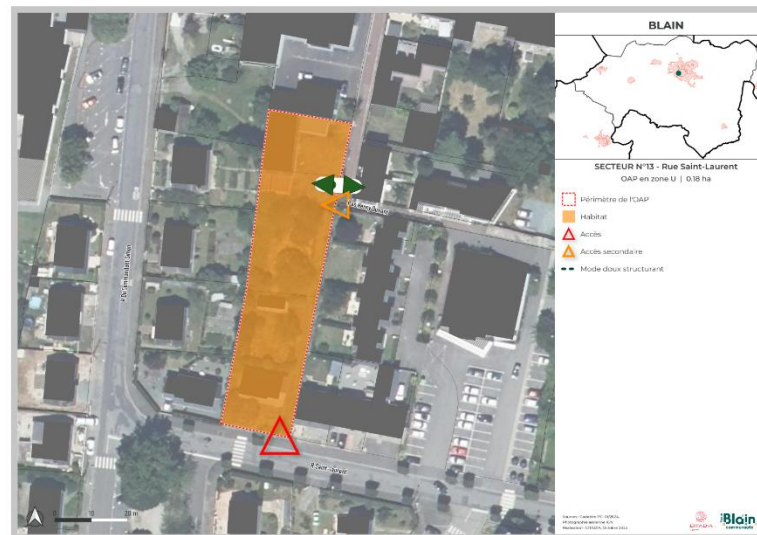 BLAIN
SECTEUR N°13 - Rue Saint-Laurent
OAP en zone U | 0.18 ha
Périmètre de l'OAP
Habitat
Accès
Accès secondaire
Mode doux structurant
R Saint-Laurent
0 10 20 m
Blain